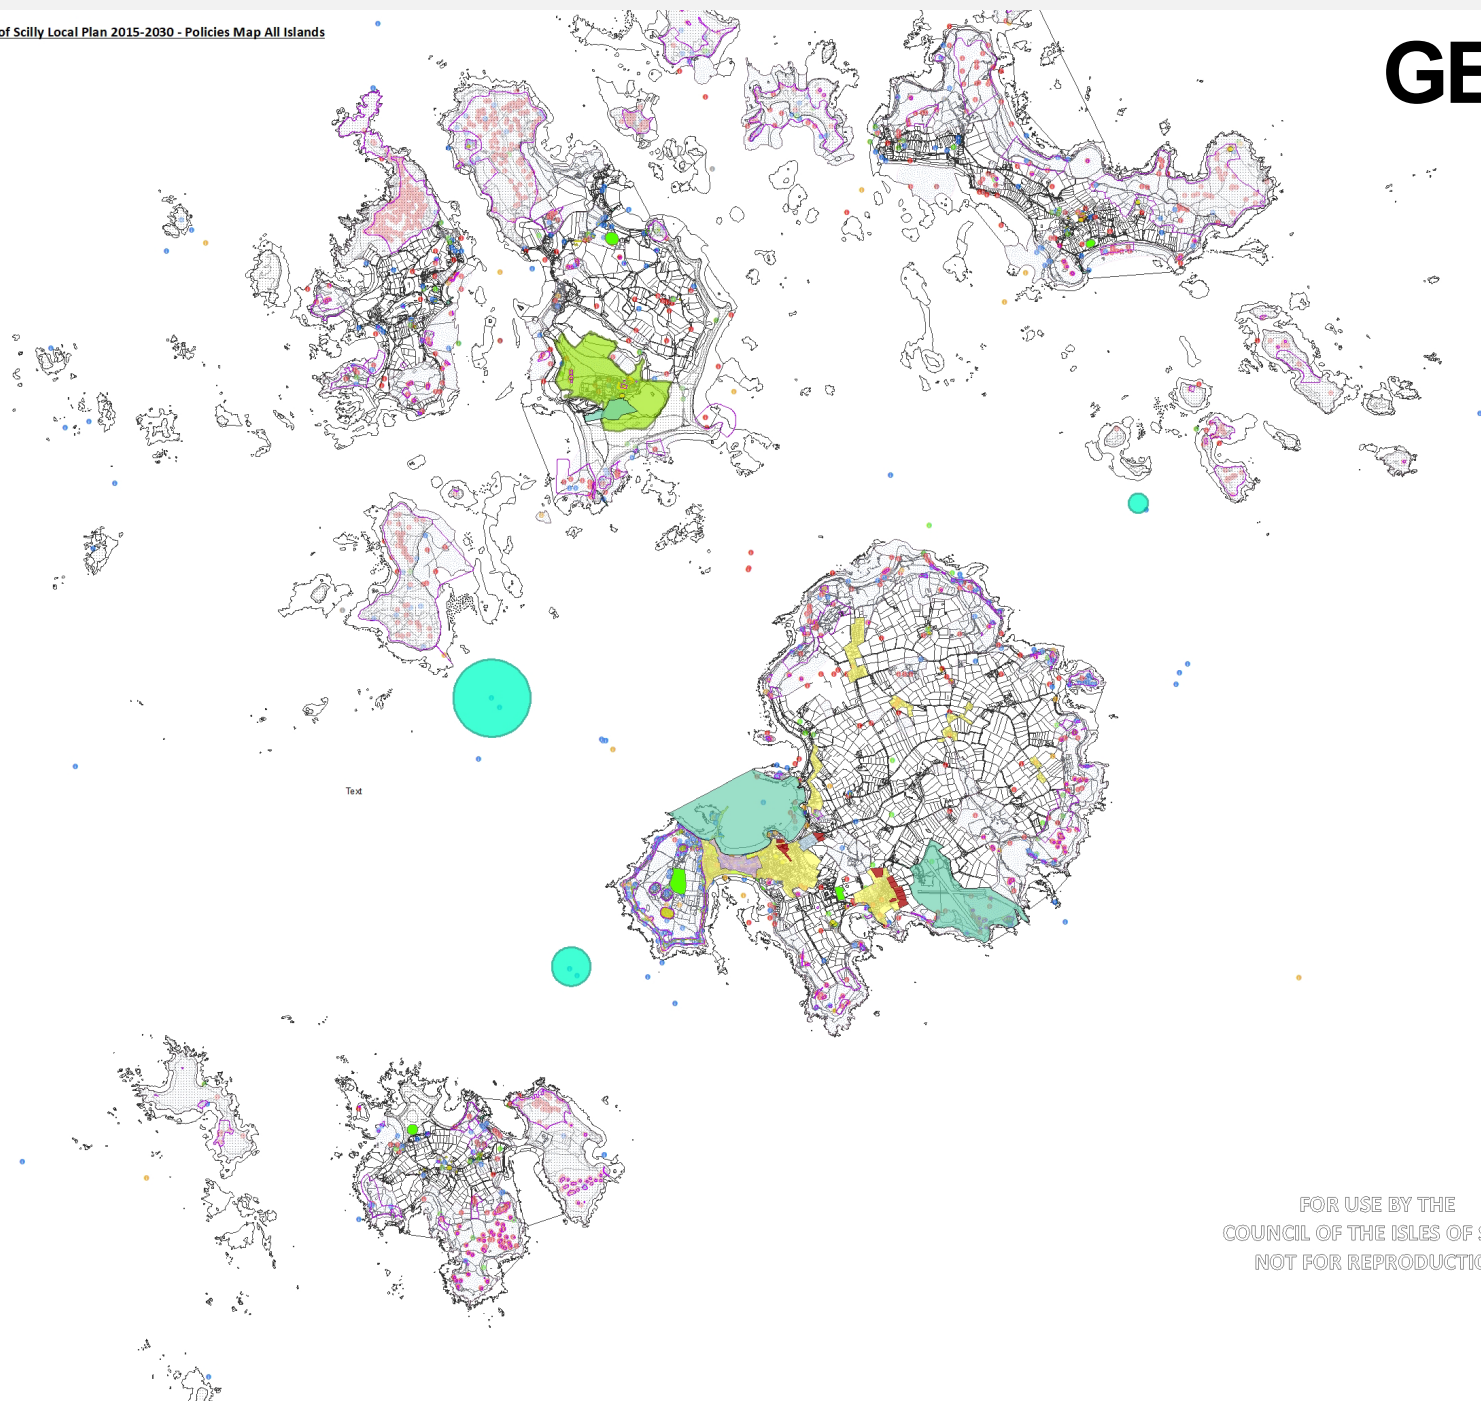 of Scilly Local Plan 2015-2030 - Policies Map All Islands
GE
Text
FOR USE BY THE
COUNCIL OF THE ISLES OF S
NOT FOR REPRODUCTIO